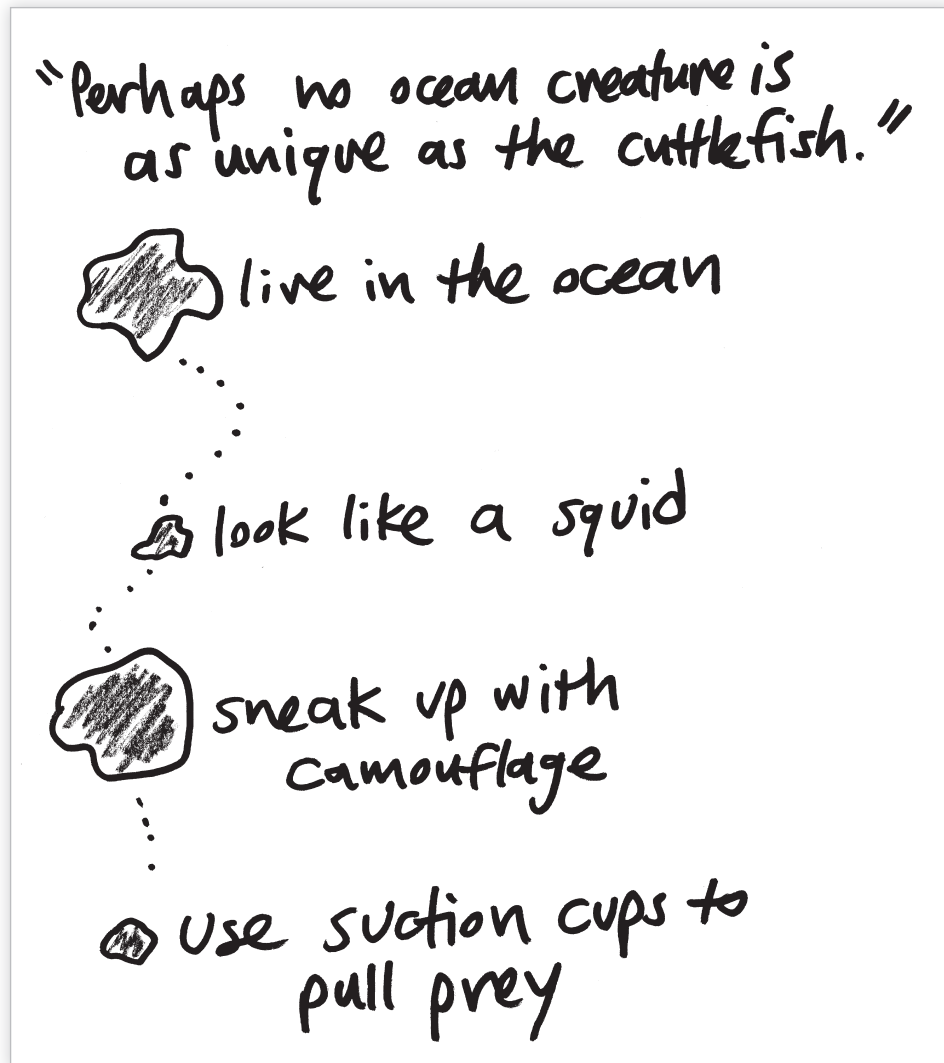 "Perhaps no ocean creature is
as unique as the cuttlefish."
live in the ocean
look like a squid
sneak up with
camouflage
use suction cups to
pull prey